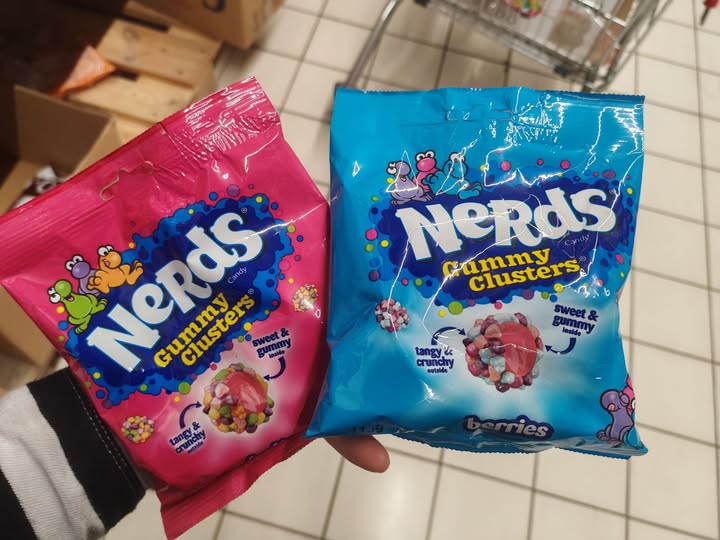 NERDS®
Candy
Gummy
Clusters®
sweet &
gummy
inside
tangy &
crunchy
outside
NERDS®
Candy
Gummy
Clusters®
sweet &
gummy
inside
tangy &
crunchy
outside
berries